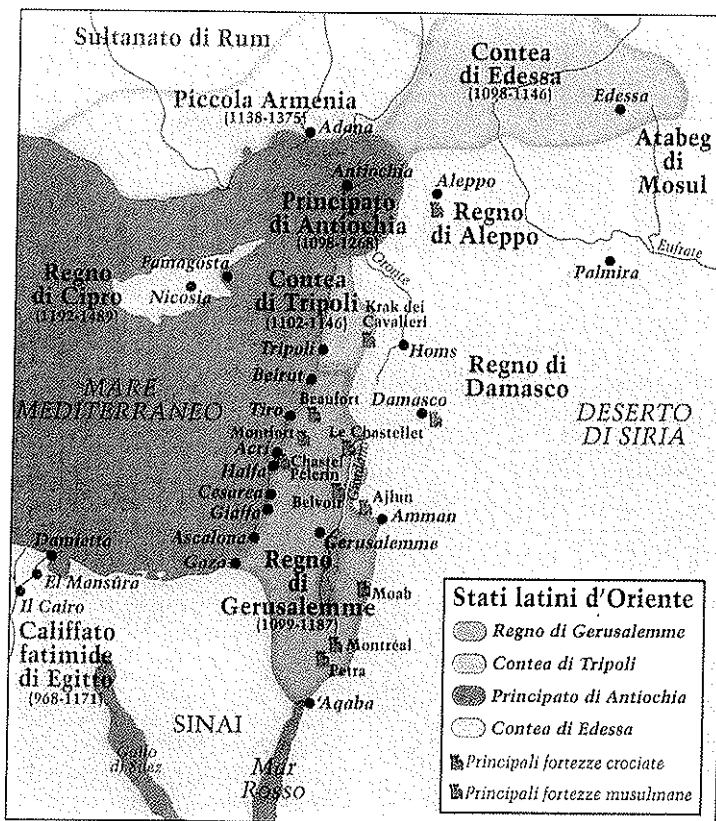 Sultanato di Rum
Contea
di Edessa
(1098-1146)
Edessa
Piccola Armenia
(1138-1375)
Adana
Atabeg
di
Mosul
Antiochia
Principato
di Antiochia
(1098-1268)
Aleppo
Regno
di Aleppo
Eufrate
Palmira
Oronte
Regno
di Cipro
(1192-1489)
Famagosta
Nicosia
Contea
di Tripoli
(1102-1146)
Krak dei
Cavalieri
Tripoli
Homs
Beirut
Regno di
Damasco
MARE
MEDITERRANEO
Tiro
Beaufort
Damasco
DESERTO
DI SIRIA
Montfort
Le Chastellet
Acri
Chastel
Pèlerin
Haifa
Cesarea
Giaffa
Belvoir
Giordano
Ajlun
Amman
Ascalona
Gerusalemme
Gaza
Damietta
El Mansûra
Il Cairo
Regno
di
Gerusalemme
(1099-1187)
Moab
Montréal
Petra
Califfato
fatimide
di Egitto
(968-1171)
SINAI
'Aqaba
Golfo
di Suez
Mar
Rosso
Stati latini d'Oriente
Regno di Gerusalemme
Contea di Tripoli
Principato di Antiochia
Contea di Edessa
Principali fortezze crociate
Principali fortezze musulmane